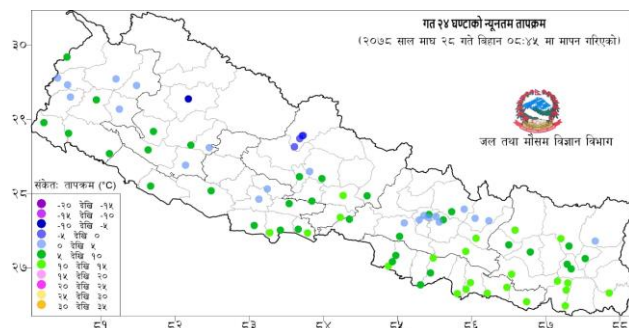 गत २४ घण्टाको न्यूनतम तापक्रम
(२०७८ साल माघ २८ गते बिहान ०८:४५ मा मापन गरिएको)
जल तथा मौसम विज्ञान विभाग
३०
२९
२८
२७
संकेतः तापक्रम (°C)
-२० देखि -१५
-१५ देखि -१०
-१० देखि -५
-५ देखि ०
० देखि ५
५ देखि १०
१० देखि १५
१५ देखि २०
२० देखि २५
२५ देखि ३०
३० देखि ३५
८१ ८२ ८३ ८४ ८५ ८६ ८७ ८८